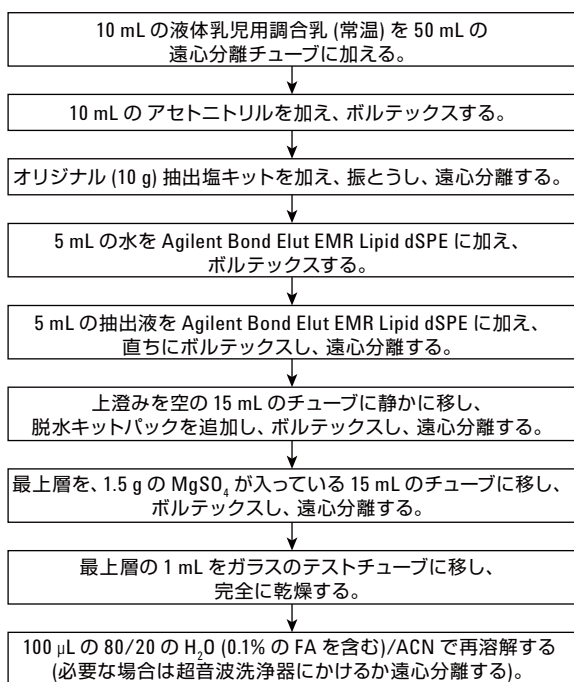 10 mL の液体乳児用調合乳 (常温) を 50 mL の
遠心分離チューブに加える。
10 mL の アセトニトリルを加え、ボルテックスする。
オリジナル (10 g) 抽出塩キットを加え、振とうし、遠心分離する。
5 mL の水を Agilent Bond Elut EMR Lipid dSPE に加え、
ボルテックスする。
5 mL の抽出液を Agilent Bond Elut EMR Lipid dSPE に加え、
直ちにボルテックスし、遠心分離する。
上澄みを空の 15 mL のチューブに静かに移し、
脱水キットパックを追加し、ボルテックスし、遠心分離する。
最上層を、1.5 g の MgSO₄ が入っている 15 mL のチューブに移し、
ボルテックスし、遠心分離する。
最上層の 1 mL をガラスのテストチューブに移し、
完全に乾燥する。
100 µL の 80/20 の H₂O (0.1% の FA を含む)/ACN で再溶解する
(必要な場合は超音波洗浄器にかけるか遠心分離する)。